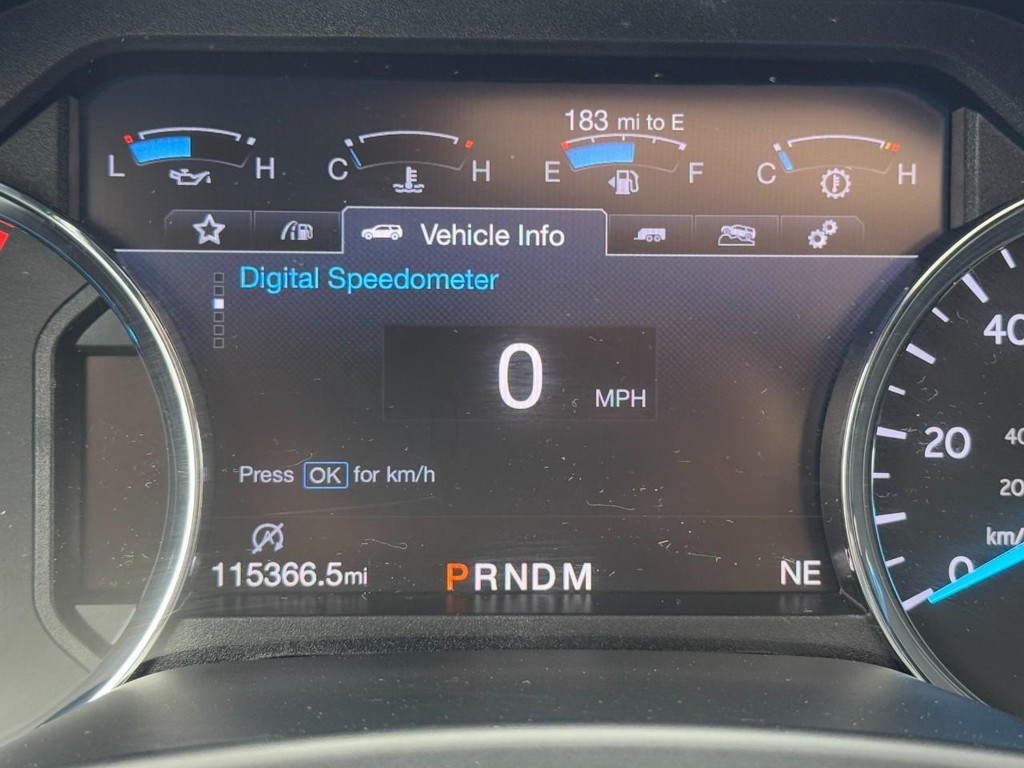 183 mi to E
L H C H E F C H
Vehicle Info
Digital Speedometer
0 MPH
Press OK for km/h
115366.5mi PRNDM NE
40
20
0
40
20
km/